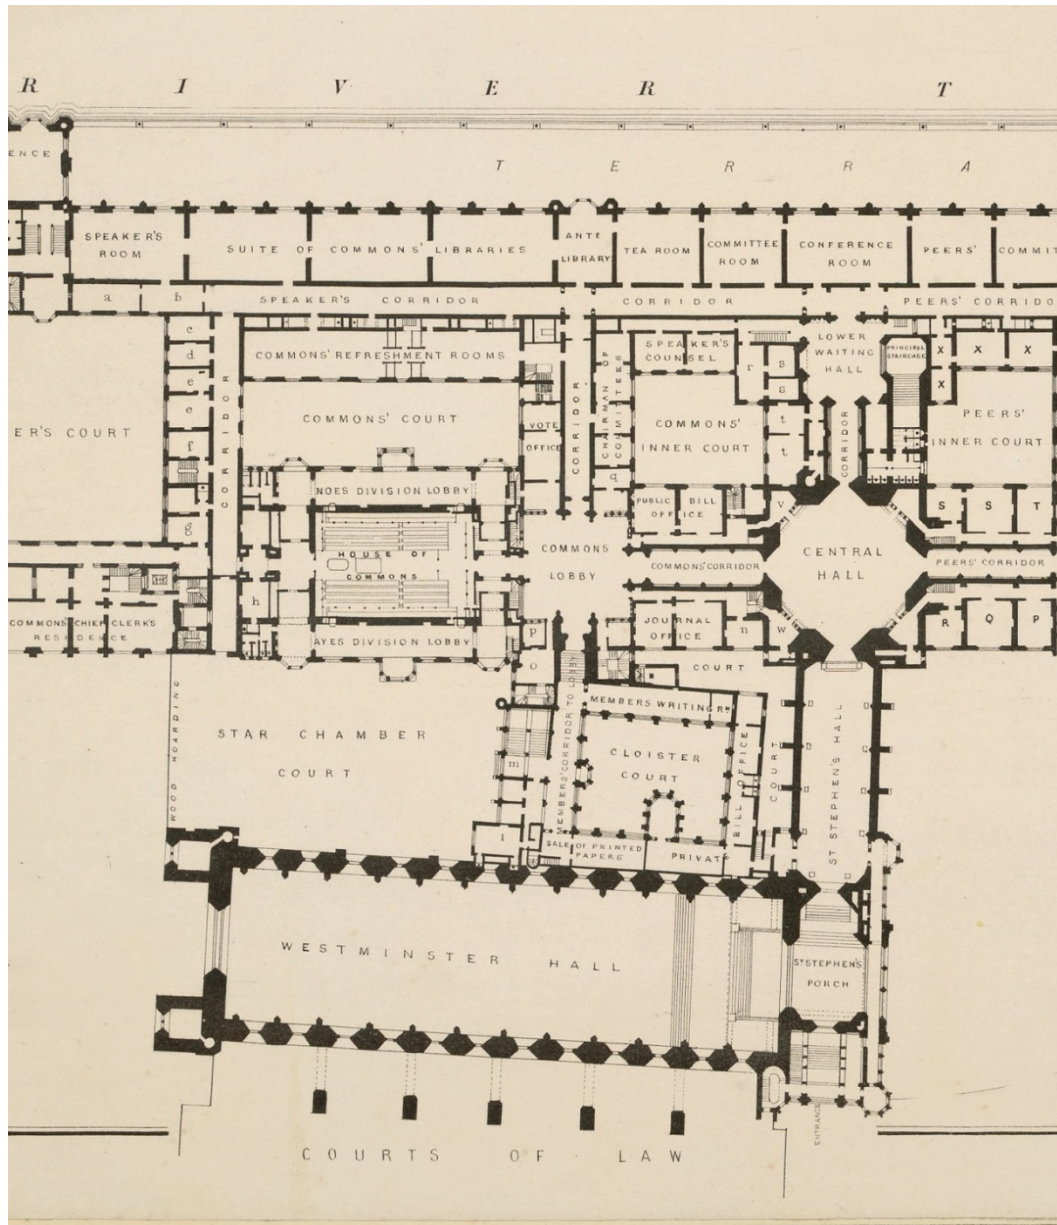 R I V E R T
T E R R A
ENCE
SPEAKER'S
ROOM
SUITE OF COMMONS' LIBRARIES
ANTE
LIBRARY
TEA ROOM
COMMITTEE
ROOM
CONFERENCE
ROOM
PEERS'
COMMIT
a
b
SPEAKER'S CORRIDOR
CORRIDOR
PEERS' CORRIDO
c
d
e
e
f
g
CORRIDOR
COMMONS' REFRESHMENT ROOMS
COMMONS' COURT
ER'S COURT
VOTE
OFFICE
CORRIDOR
CHAIRMAN OF
COMMITTEES
q
SPEAKER'S
COUNSEL
r
s
s
t
t
LOWER
WAITING
HALL
PRINCIPAL
STAIRCASE
X
X
X
X
COMMONS'
INNER COURT
CORRIDOR
PEERS'
INNER COURT
NOES DIVISION LOBBY
PUBLIC BILL
OFFICE
v
S
S
T
HOUSE OF
COMMONS
COMMONS
LOBBY
COMMONS' CORRIDOR
CENTRAL
HALL
PEERS' CORRIDOR
COMMONS CHIEF CLERK'S
RESIDENCE
h
AYES DIVISION LOBBY
p
o
JOURNAL
OFFICE
n
w
R
Q
P
COURT
WOOD HOARDING
STAR CHAMBER
COURT
m
l
MEMBERS' CORRIDOR TO LOBBY
MEMBERS WRITING R
CLOISTER
COURT
BILL OFFICE
COURT
ST STEPHEN'S HALL
SALE OF PRINTED
PAPERS
PRIVATE
WESTMINSTER HALL
ST STEPHEN'S
PORCH
ENTRANCE
COURTS OF LAW